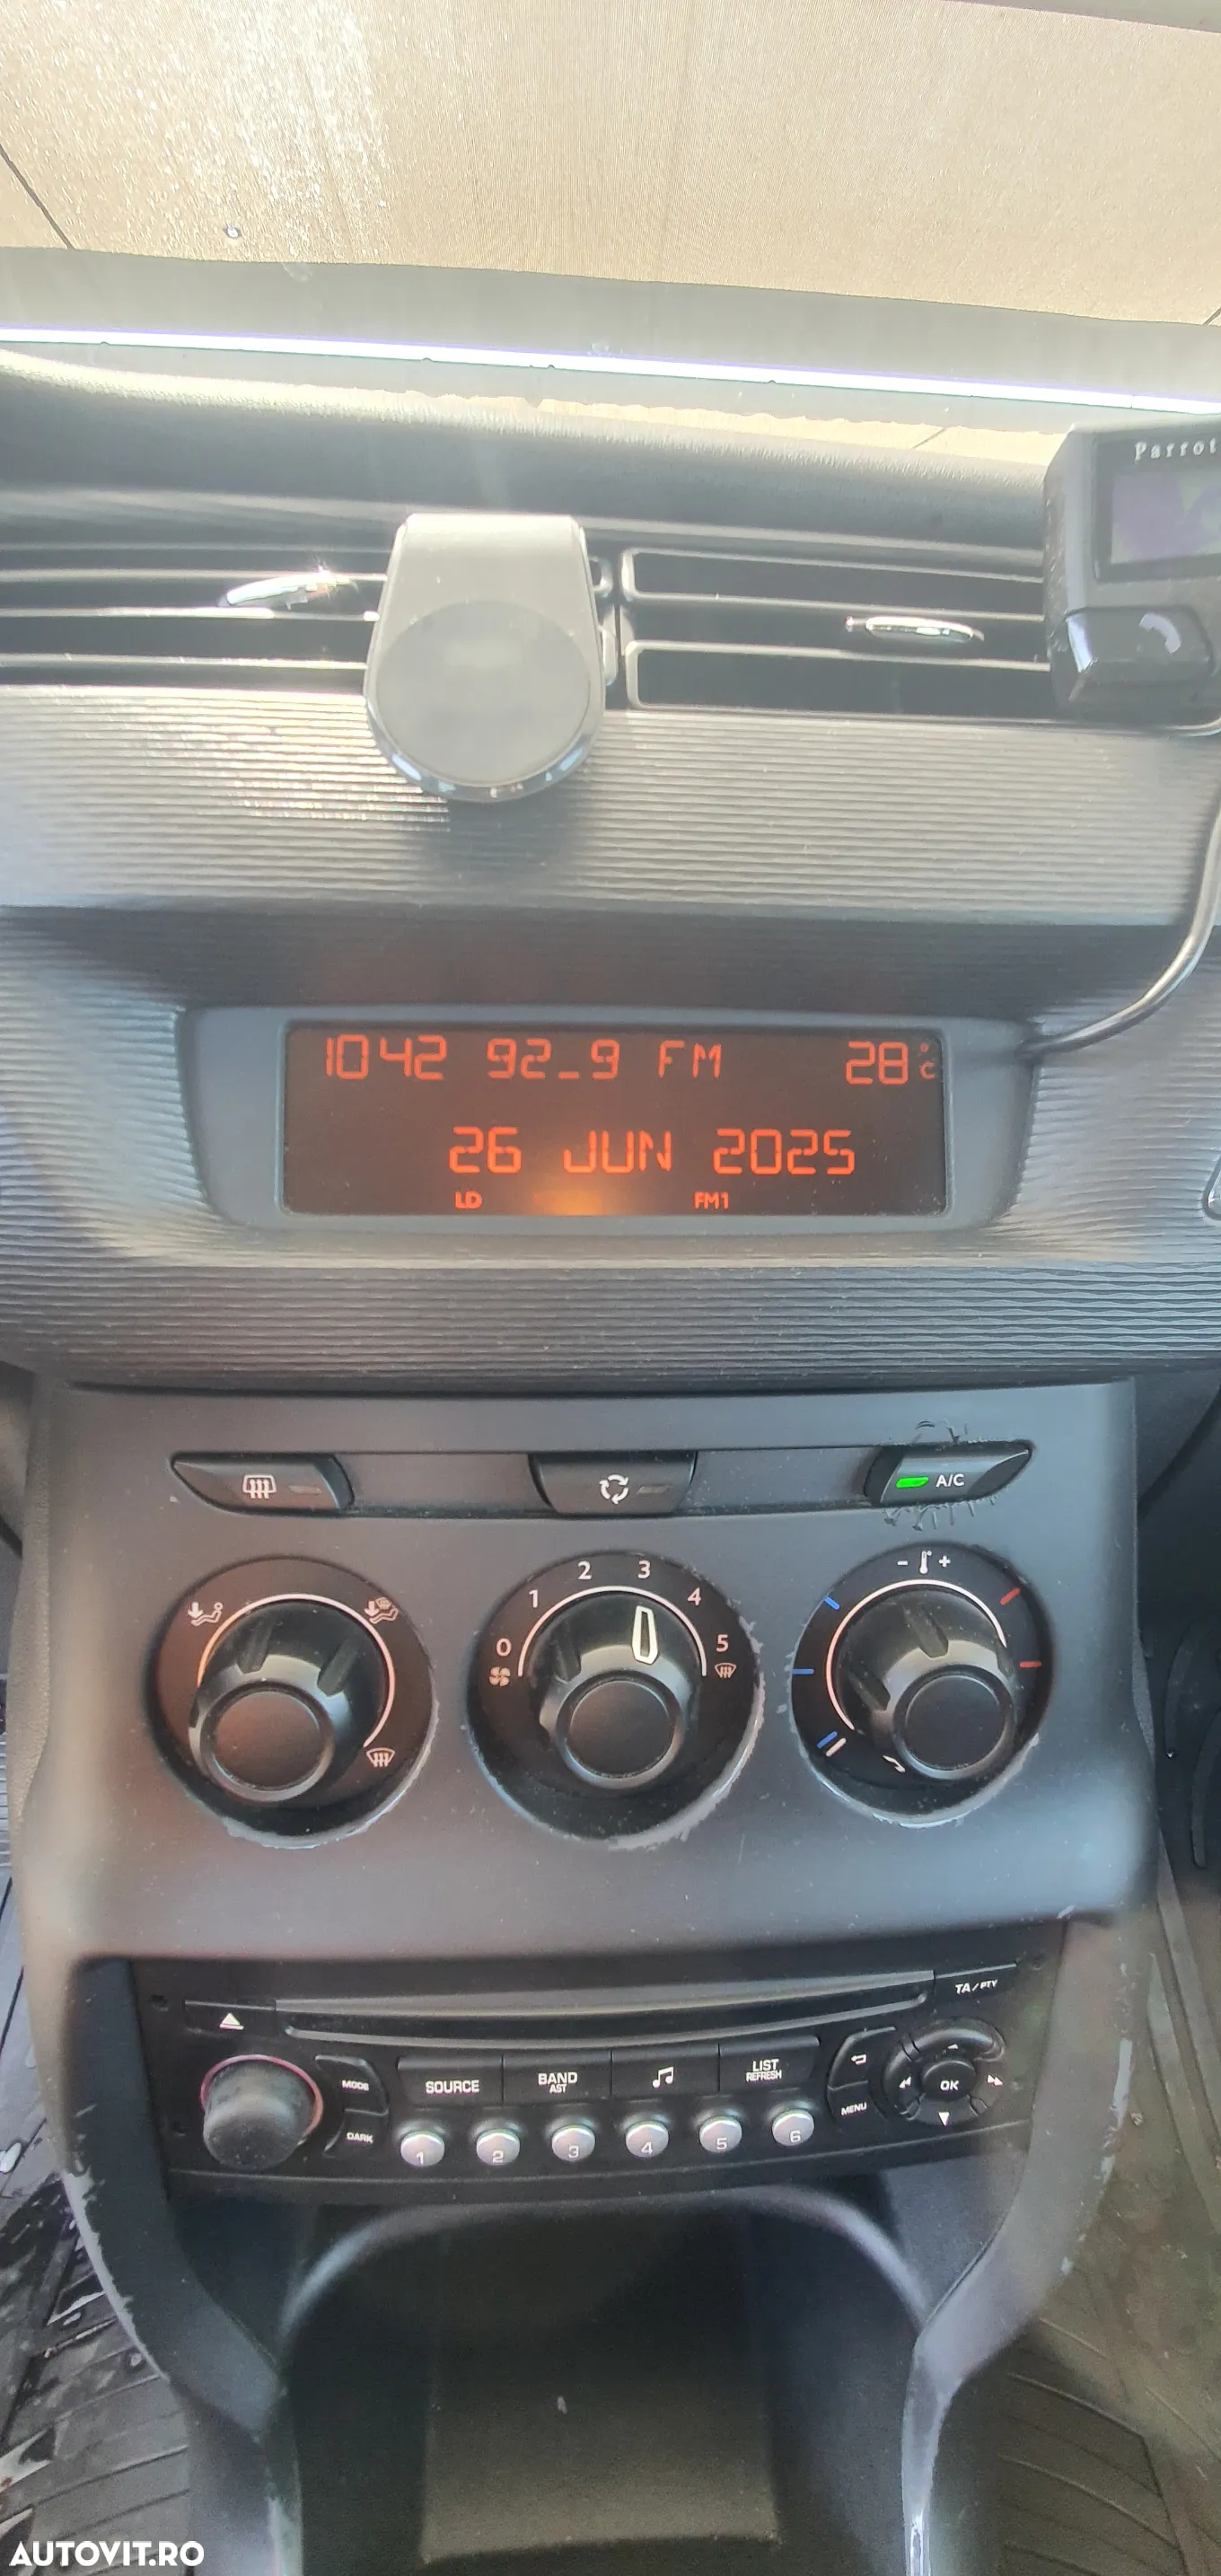 Parrot
1042 92_9 FM 28°C
26 JUN 2025
LD FM1
A/C
0 1 2 3 4 5
- +
TA/PTY
MODE SOURCE BAND AST LIST REFRESH
OK
DARK MENU
1 2 3 4 5 6
AUTOVIT.RO